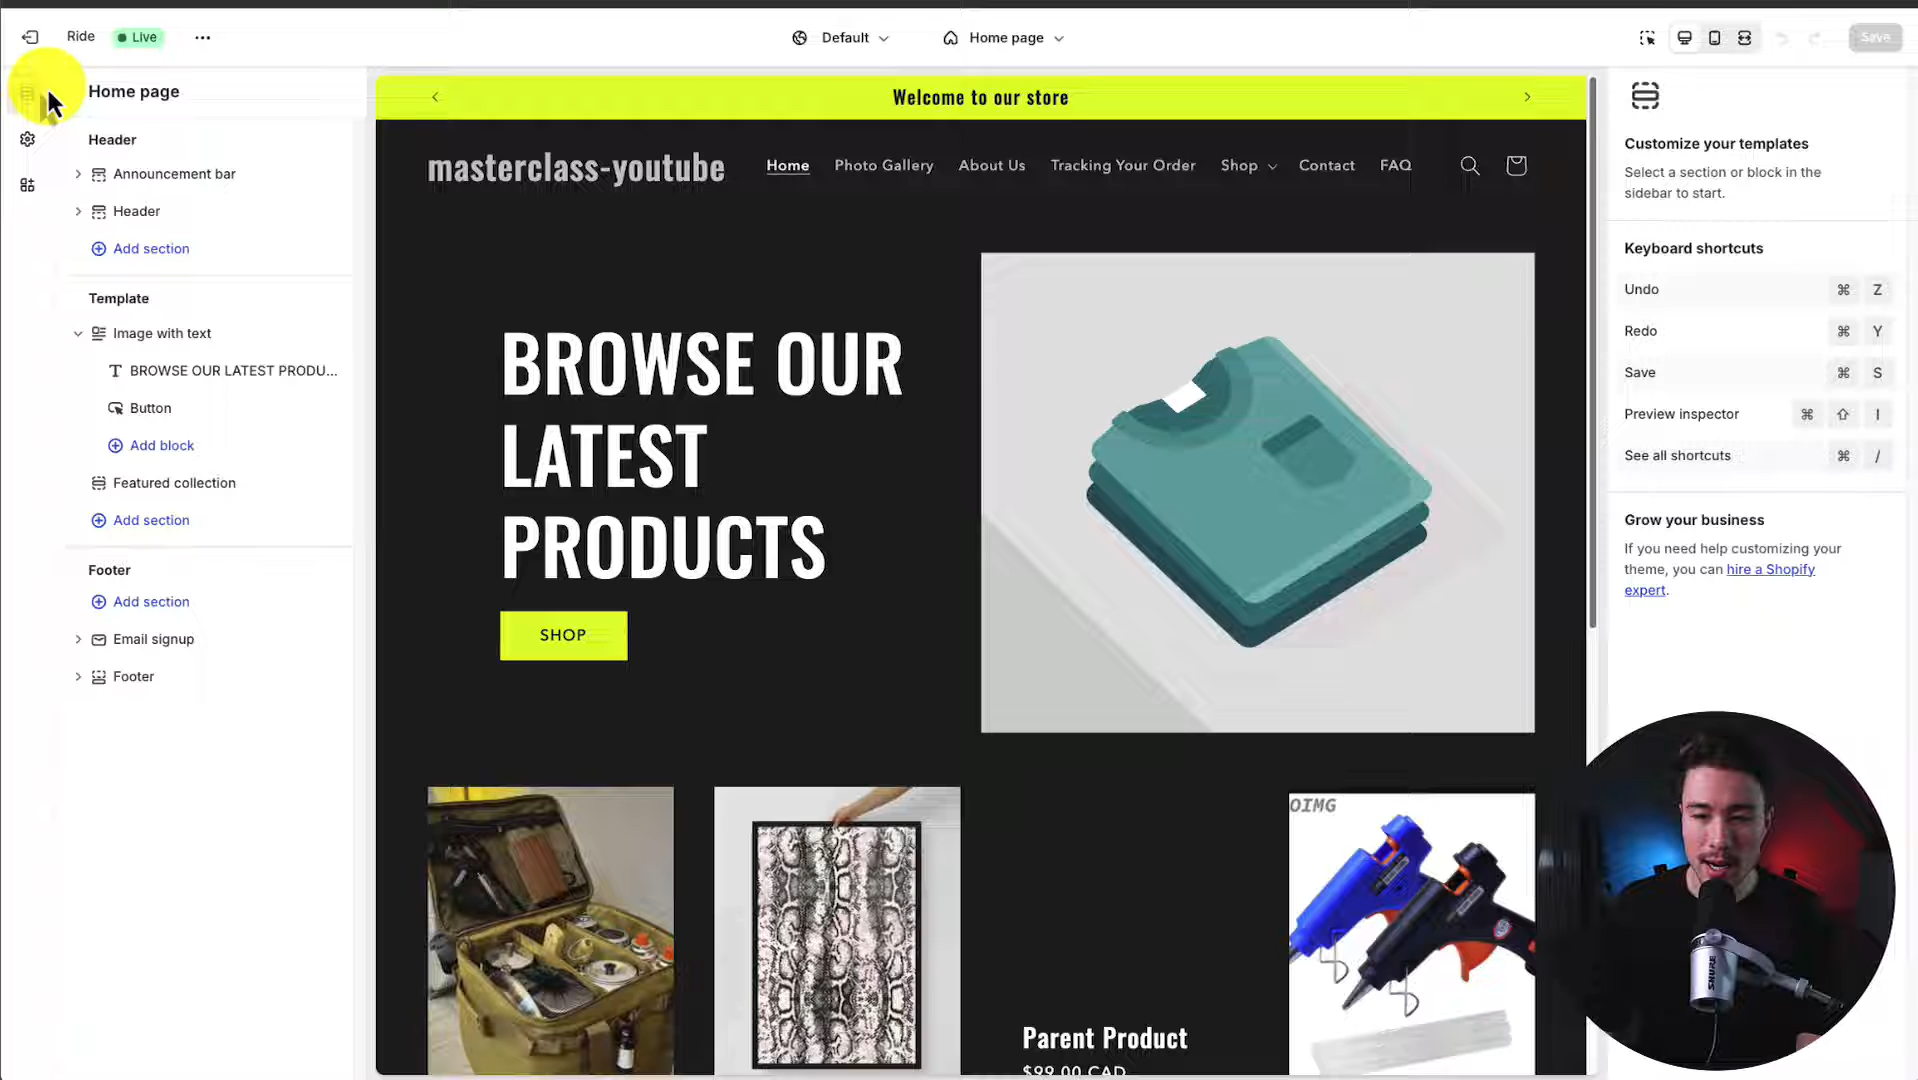 Ride
Live
Default
Home page
Save
Home page
Header
Announcement bar
Header
Add section
Template
Image with text
BROWSE OUR LATEST PRODU...
Button
Add block
Featured collection
Add section
Footer
Add section
Email signup
Footer
Welcome to our store
masterclass-youtube
Home
Photo Gallery
About Us
Tracking Your Order
Shop
Contact
FAQ
BROWSE OUR
LATEST
PRODUCTS
SHOP
OIMG
Parent Product
$99.00 CAD
Customize your templates
Select a section or block in the
sidebar to start.
Keyboard shortcuts
Undo ⌘ Z
Redo ⌘ Y
Save ⌘ S
Preview inspector ⌘ ⇧ I
See all shortcuts ⌘ /
Grow your business
If you need help customizing your
theme, you can hire a Shopify
expert.
SHURE